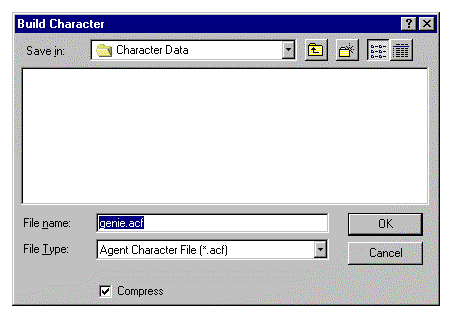 Build Character
Save in: Character Data
File name: genie.acf OK
File Type: Agent Character File (*.acf) Cancel
Compress